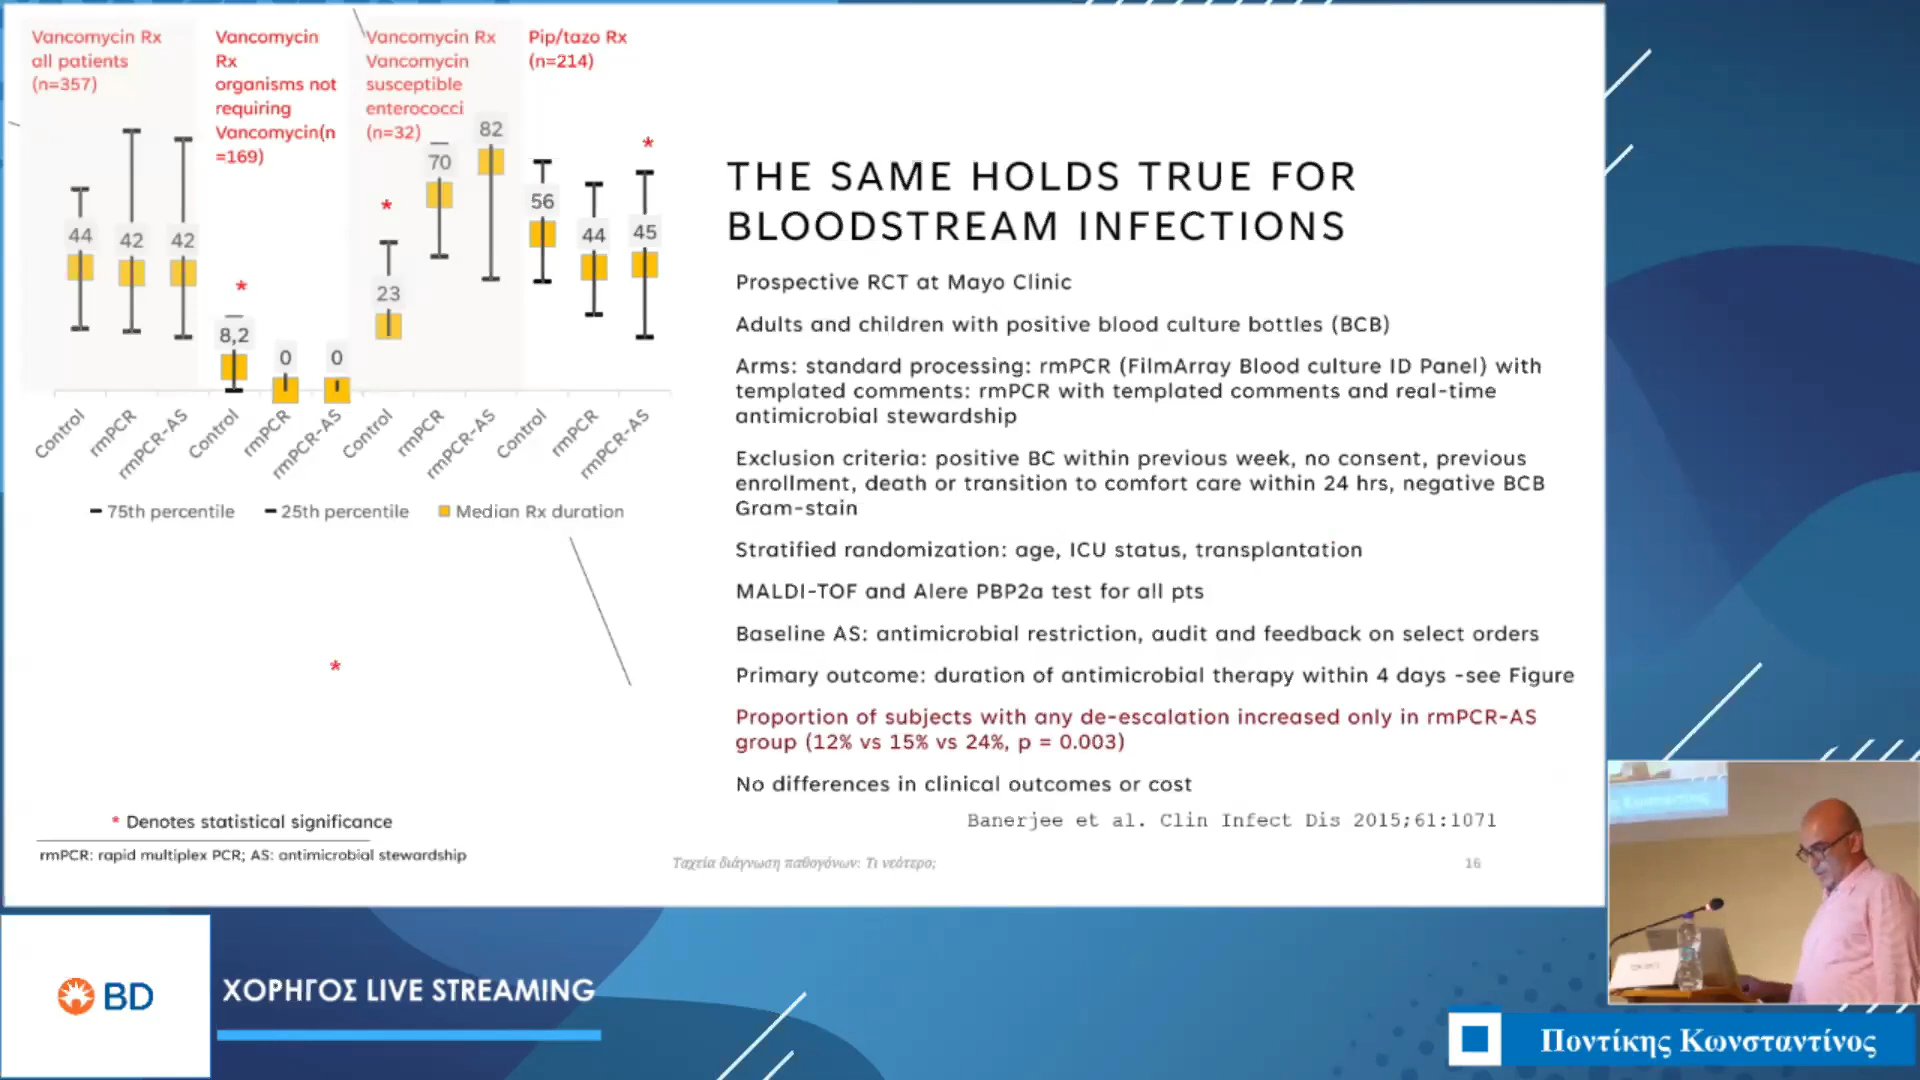 Vancomycin Rx
all patients
(n=357)
Vancomycin
Rx
organisms not
requiring
Vancomycin(n
=169)
Vancomycin Rx
Vancomycin
susceptible
enterococci
(n=32)
Pip/tazo Rx
(n=214)
44
42
42
*
8,2
0
0
*
23
70
82
56
44
*
45
Control
rmPCR
rmPCR-AS
Control
rmPCR
rmPCR-AS
Control
rmPCR
rmPCR-AS
Control
rmPCR
rmPCR-AS
75th percentile
25th percentile
Median Rx duration
*
* Denotes statistical significance
rmPCR: rapid multiplex PCR; AS: antimicrobial stewardship
THE SAME HOLDS TRUE FOR
BLOODSTREAM INFECTIONS
Prospective RCT at Mayo Clinic
Adults and children with positive blood culture bottles (BCB)
Arms: standard processing: rmPCR (FilmArray Blood culture ID Panel) with
templated comments: rmPCR with templated comments and real-time
antimicrobial stewardship
Exclusion criteria: positive BC within previous week, no consent, previous
enrollment, death or transition to comfort care within 24 hrs, negative BCB
Gram-stain
Stratified randomization: age, ICU status, transplantation
MALDI-TOF and Alere PBP2a test for all pts
Baseline AS: antimicrobial restriction, audit and feedback on select orders
Primary outcome: duration of antimicrobial therapy within 4 days -see Figure
Proportion of subjects with any de-escalation increased only in rmPCR-AS
group (12% vs 15% vs 24%, p = 0.003)
No differences in clinical outcomes or cost
Banerjee et al. Clin Infect Dis 2015;61:1071
Ταχεία διάγνωση παθογόνων: Τι νεότερο;
16
BD
ΧΟΡΗΓΟΣ LIVE STREAMING
Ποντίκης Κωνσταντίνος